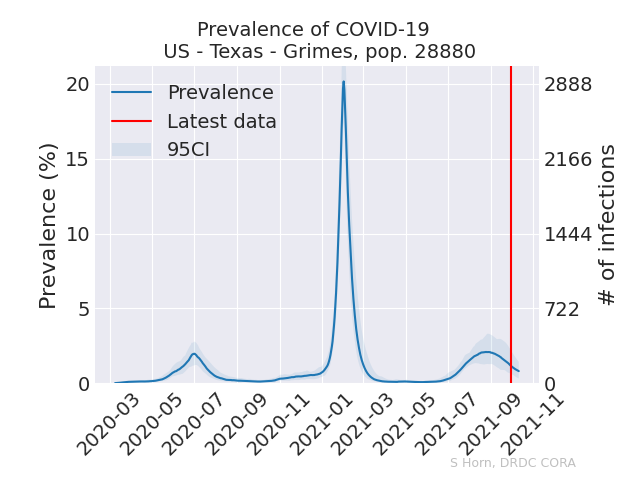 Prevalence of COVID-19
US - Texas - Grimes, pop. 28880
Prevalence
Latest data
95CI
Prevalence (%)
20
15
10
5
0
2888
2166
1444
722
0
# of infections
2020-03
2020-05
2020-07
2020-09
2020-11
2021-01
2021-03
2021-05
2021-07
2021-09
2021-11
S Horn, DRDC CORA